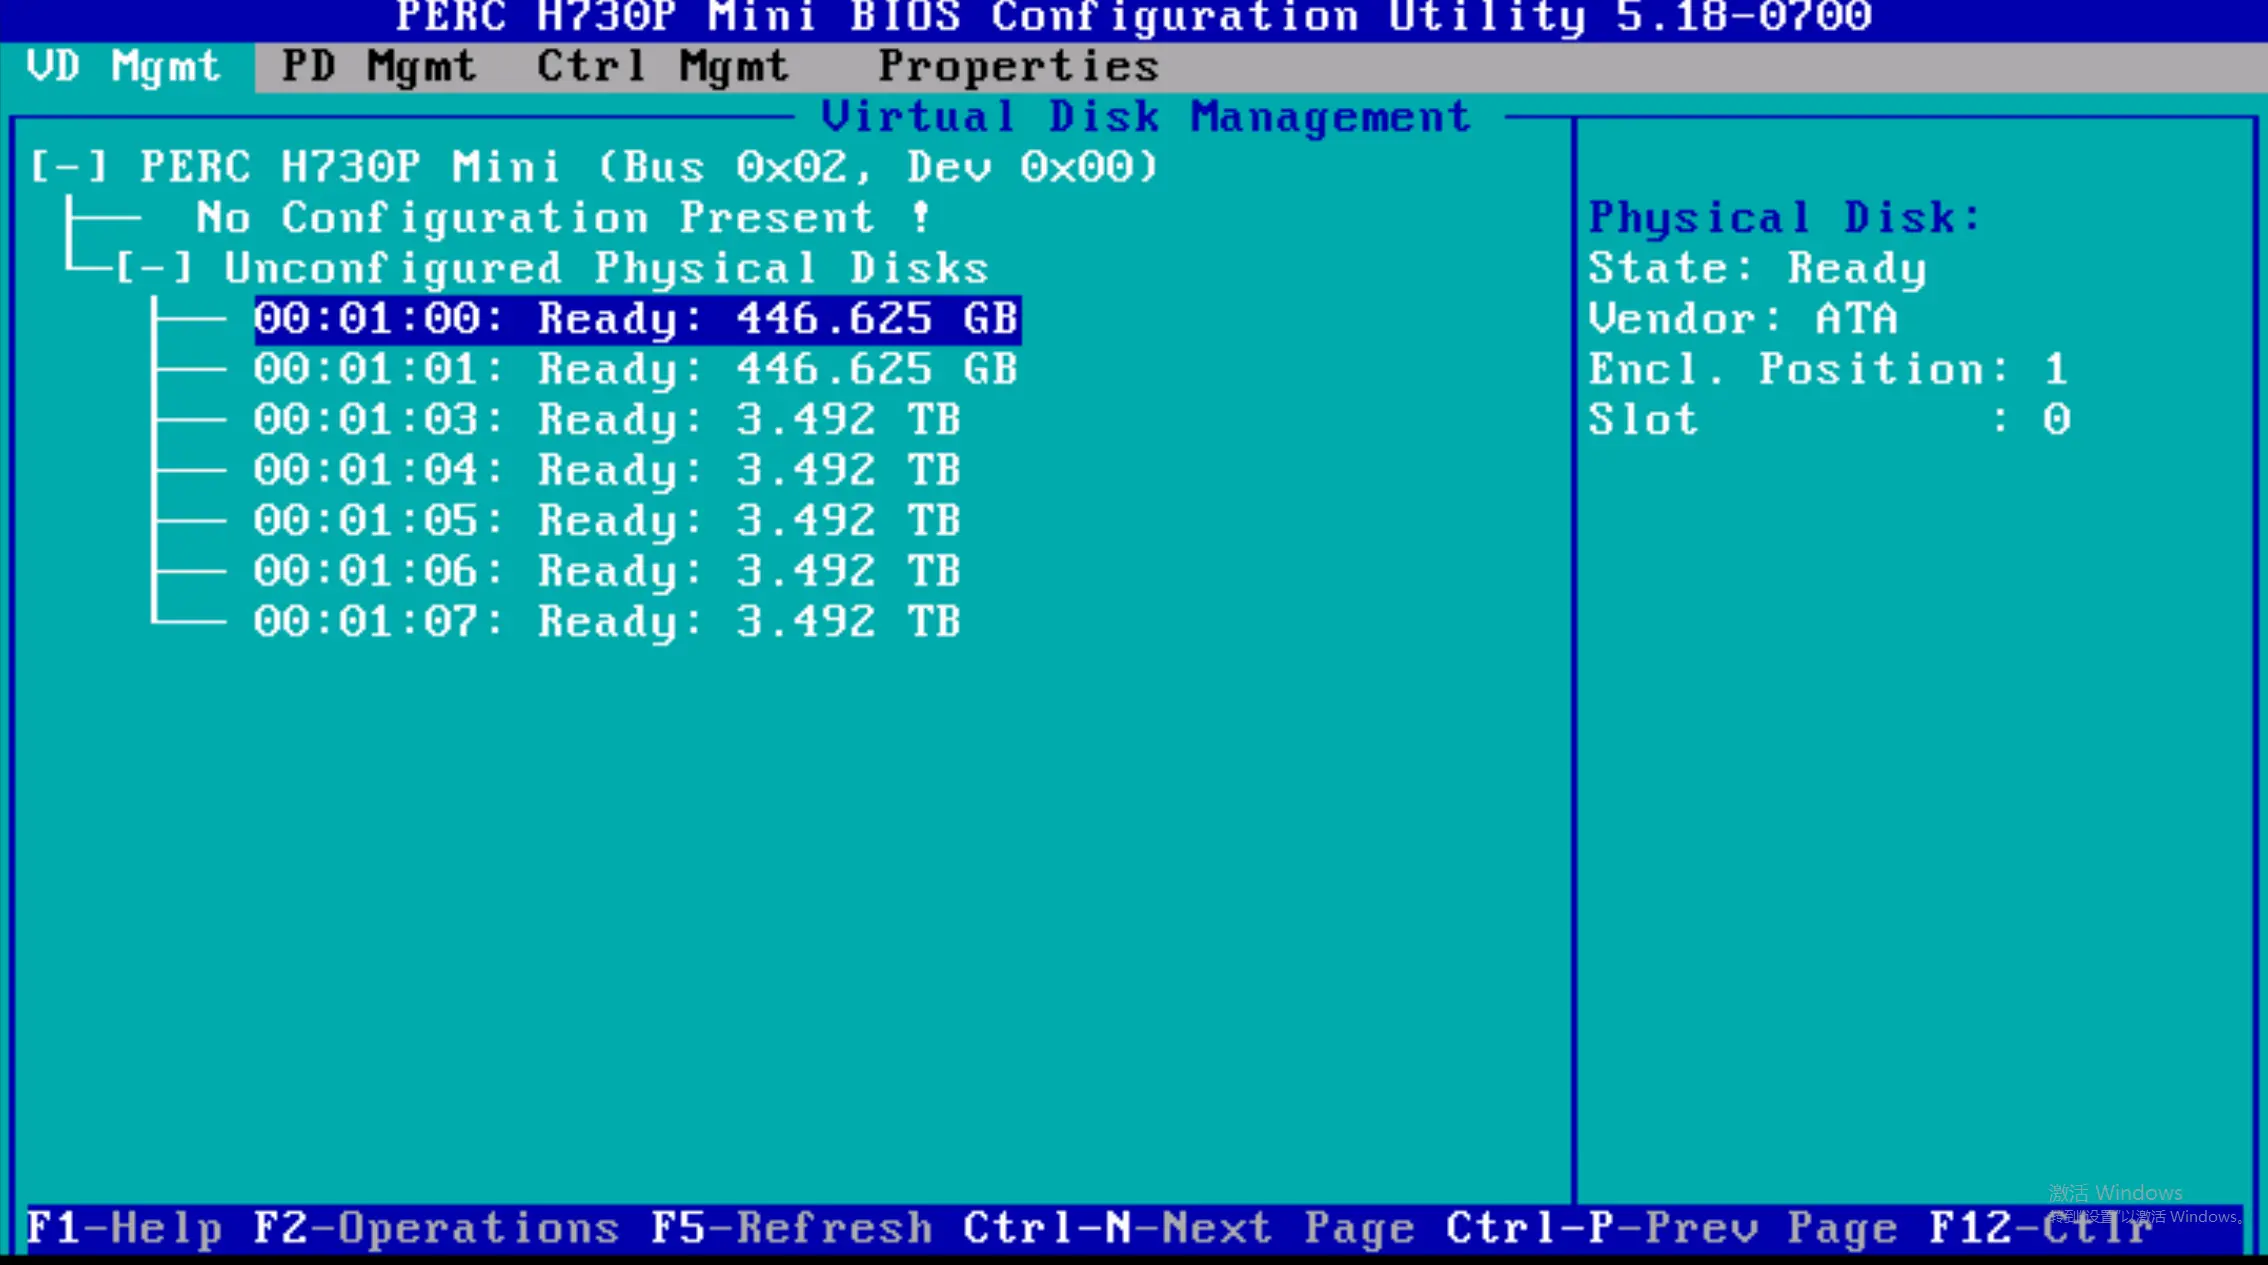 PERC H730P Mini BIOS Configuration Utility 5.18-0700
VD Mgmt PD Mgmt Ctrl Mgmt Properties
Virtual Disk Management
[-] PERC H730P Mini (Bus 0x02, Dev 0x00)
No Configuration Present !
[-] Unconfigured Physical Disks
00:01:00: Ready: 446.625 GB
00:01:01: Ready: 446.625 GB
00:01:03: Ready: 3.492 TB
00:01:04: Ready: 3.492 TB
00:01:05: Ready: 3.492 TB
00:01:06: Ready: 3.492 TB
00:01:07: Ready: 3.492 TB
Physical Disk:
State: Ready
Vendor: ATA
Encl. Position: 1
Slot : 0
激活 Windows
转到"设置"以激活 Windows。
F1-Help F2-Operations F5-Refresh Ctrl-N-Next Page Ctrl-P-Prev Page F12-Ctlr